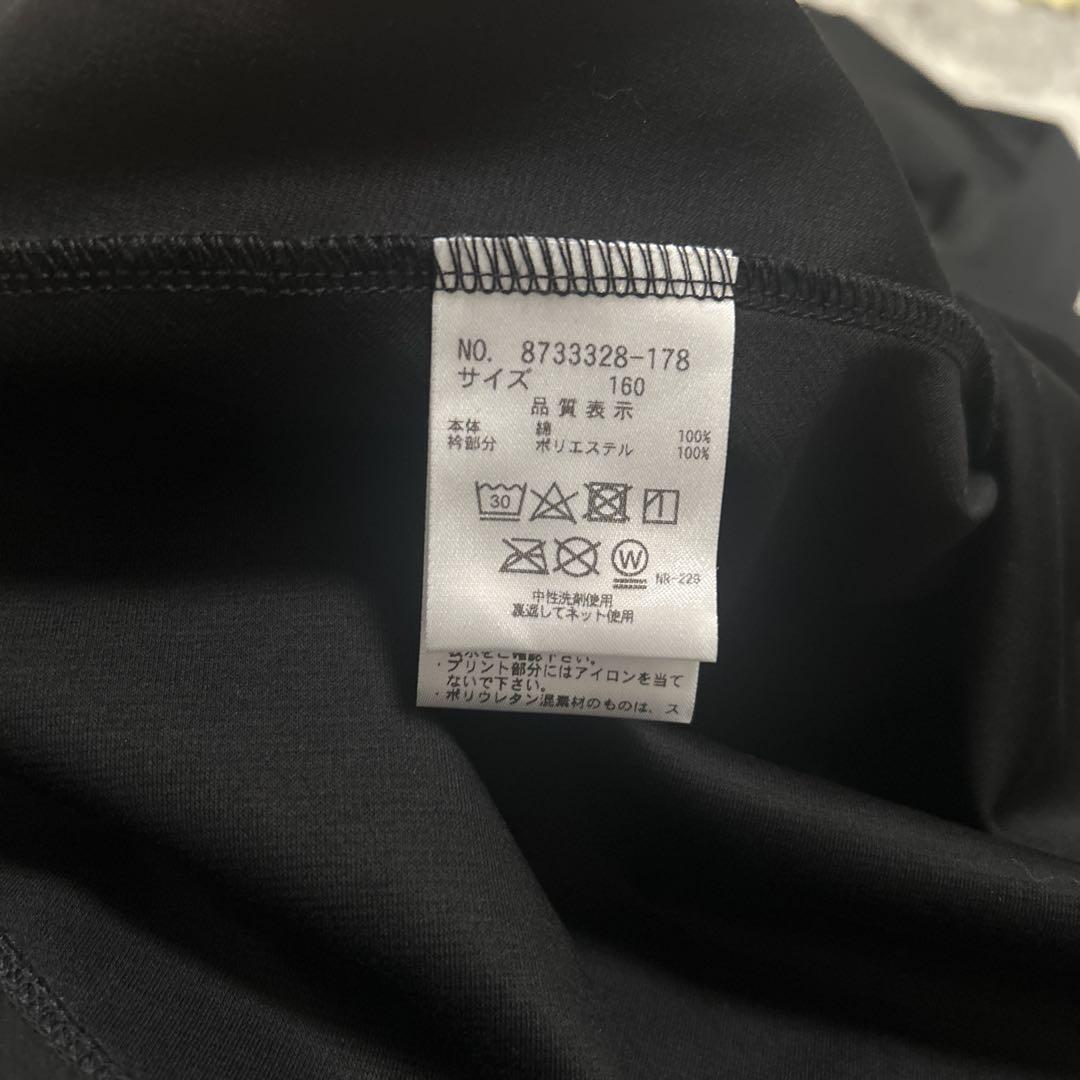 NO. 8733328-178
サイズ 160
品質表示
本体 綿 100%
衿部分 ポリエステル 100%
30
W
NR-229
中性洗剤使用
裏返してネット使用
・プリント部分にはアイロンを当て
ないで下さい。
・ポリウレタン混素材のものは、ス